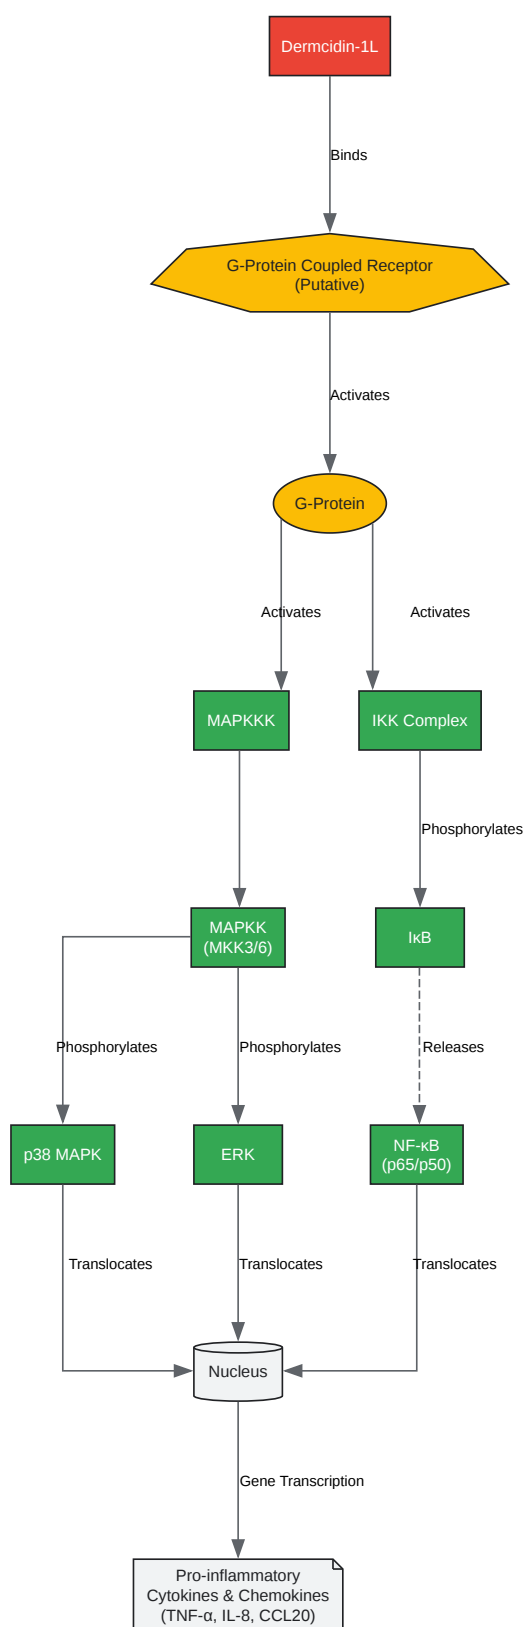 Dermcidin-1L
Binds
G-Protein Coupled Receptor
(Putative)
Activates
G-Protein
Activates
Activates
MAPKKK
IKK Complex
Phosphorylates
MAPKK
(MKK3/6)
IκB
Phosphorylates
Phosphorylates
Releases
p38 MAPK
ERK
NF-κB
(p65/p50)
Translocates
Translocates
Translocates
Nucleus
Gene Transcription
Pro-inflammatory
Cytokines & Chemokines
(TNF-α, IL-8, CCL20)